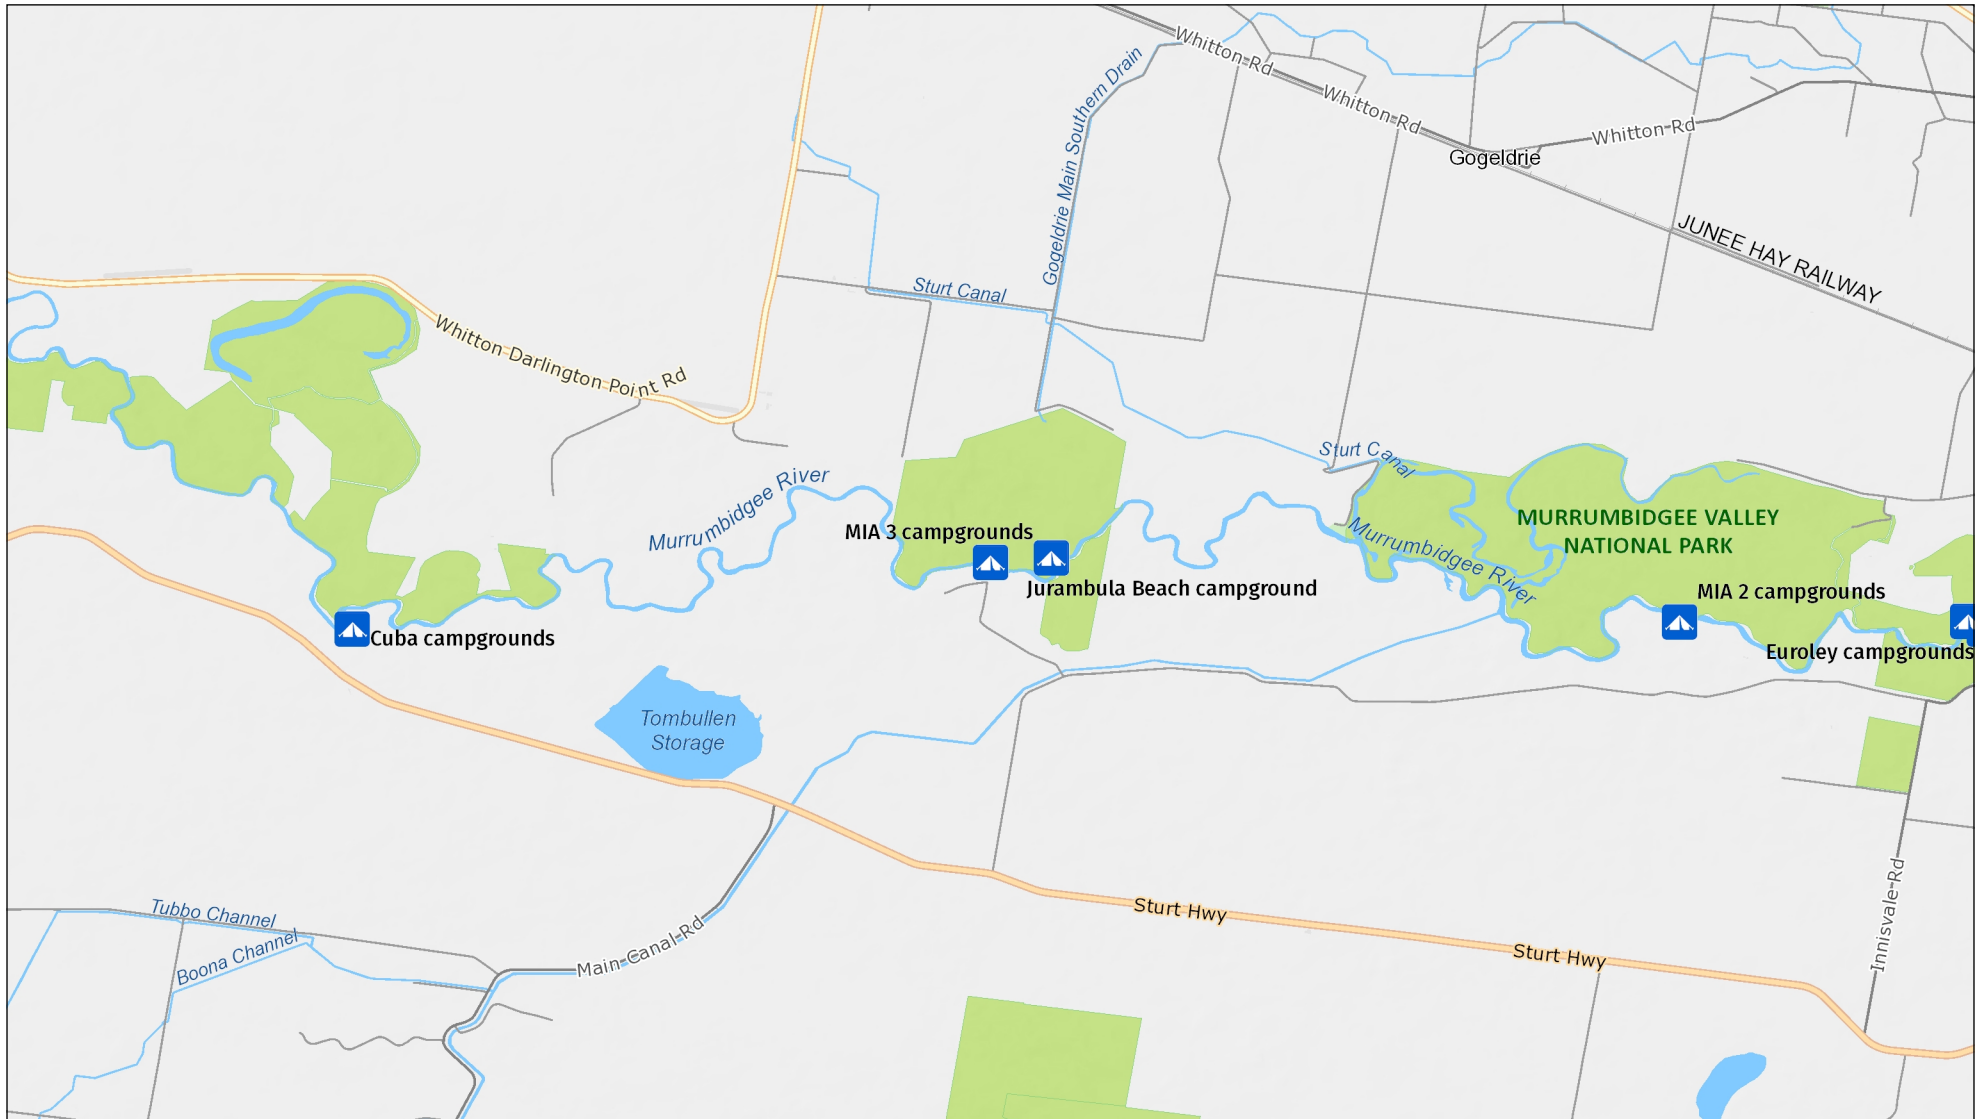 Whitton Rd
Whitton Rd
Whitton Rd
Gogeldrie
Gogeldrie Main Southern Drain
JUNEE HAY RAILWAY
Sturt Canal
Whitton Darlington Point Rd
Sturt Canal
Murrumbidgee River
MURRUMBIDGEE VALLEY
NATIONAL PARK
MIA 3 campgrounds
Murrumbidgee River
Jurambula Beach campground
MIA 2 campgrounds
Cuba campgrounds
Euroley campgrounds
Tombullen
Storage
Tubbo Channel
Boona Channel
Main Canal Rd
Sturt Hwy
Sturt Hwy
Innisvale Rd